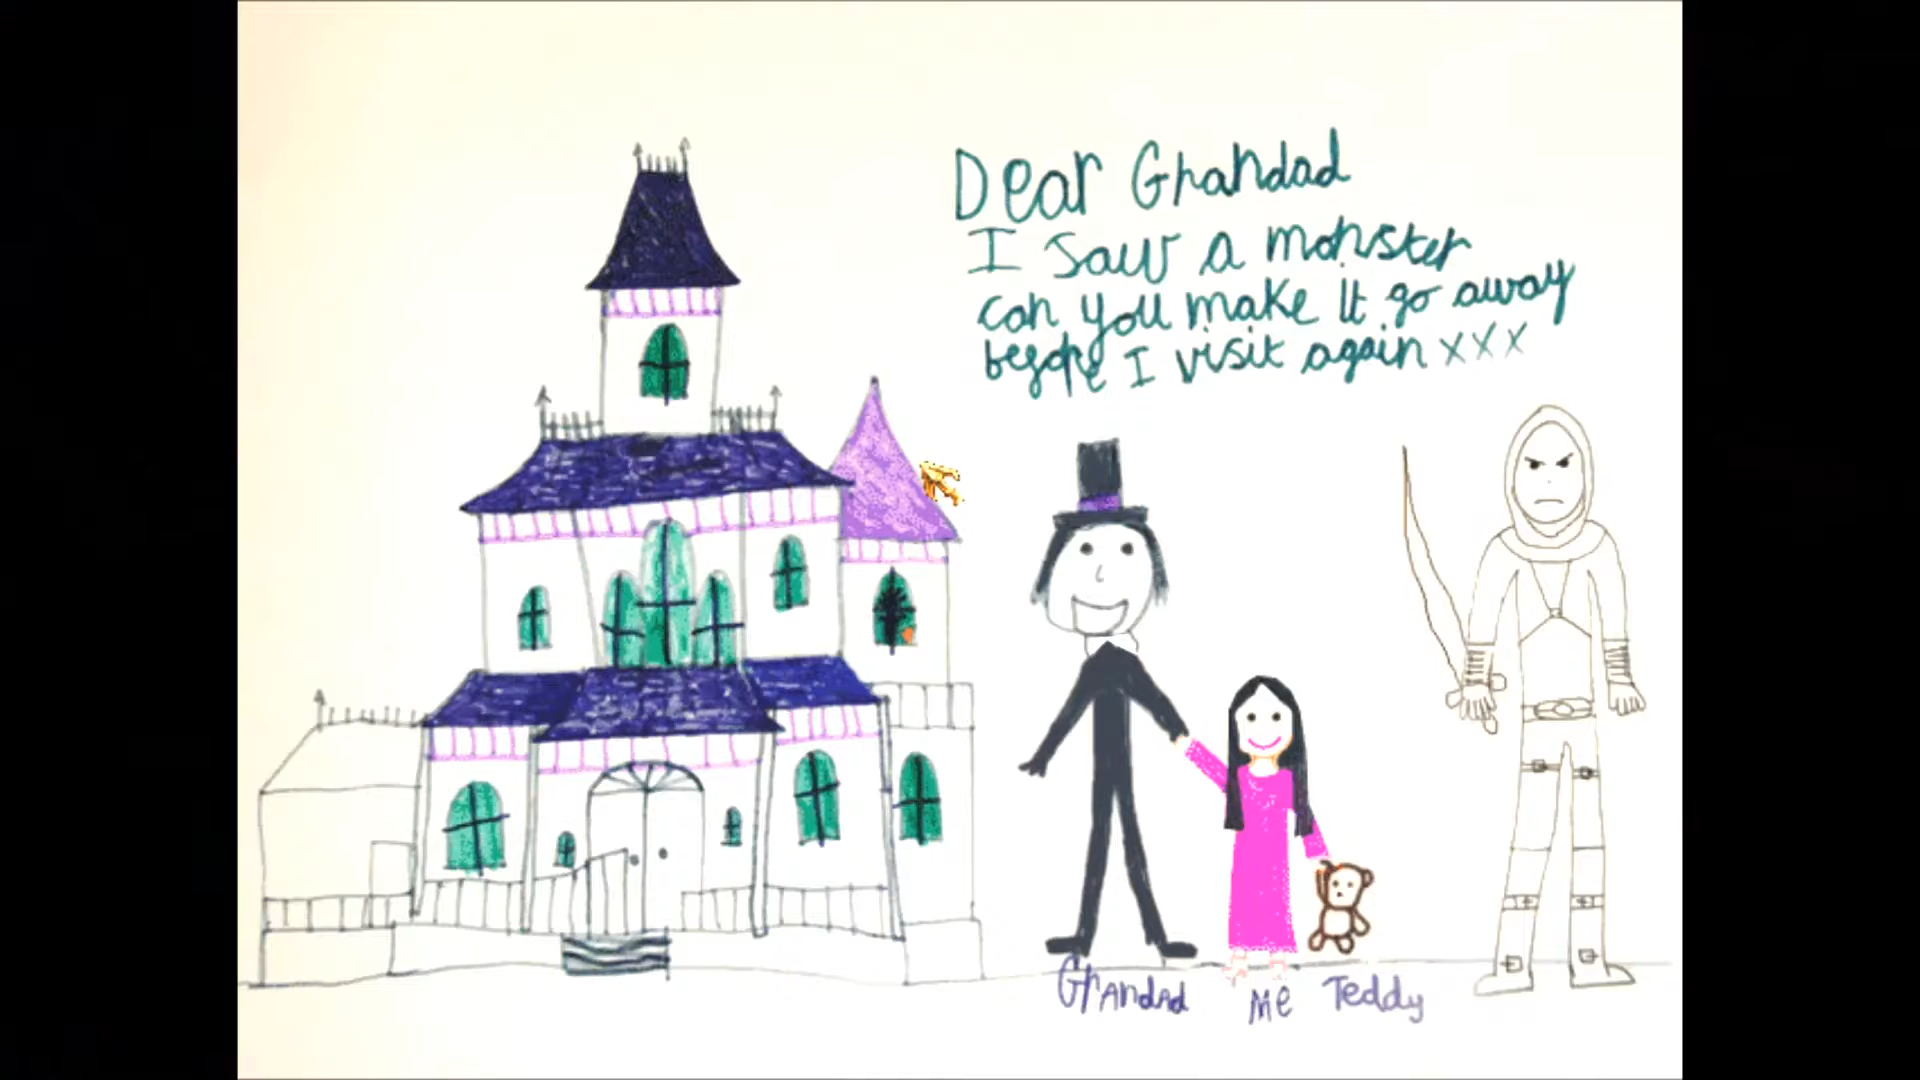 Dear Grandad
I saw a monster
can you make it go away
before I visit again xxx
Grandad Me Teddy